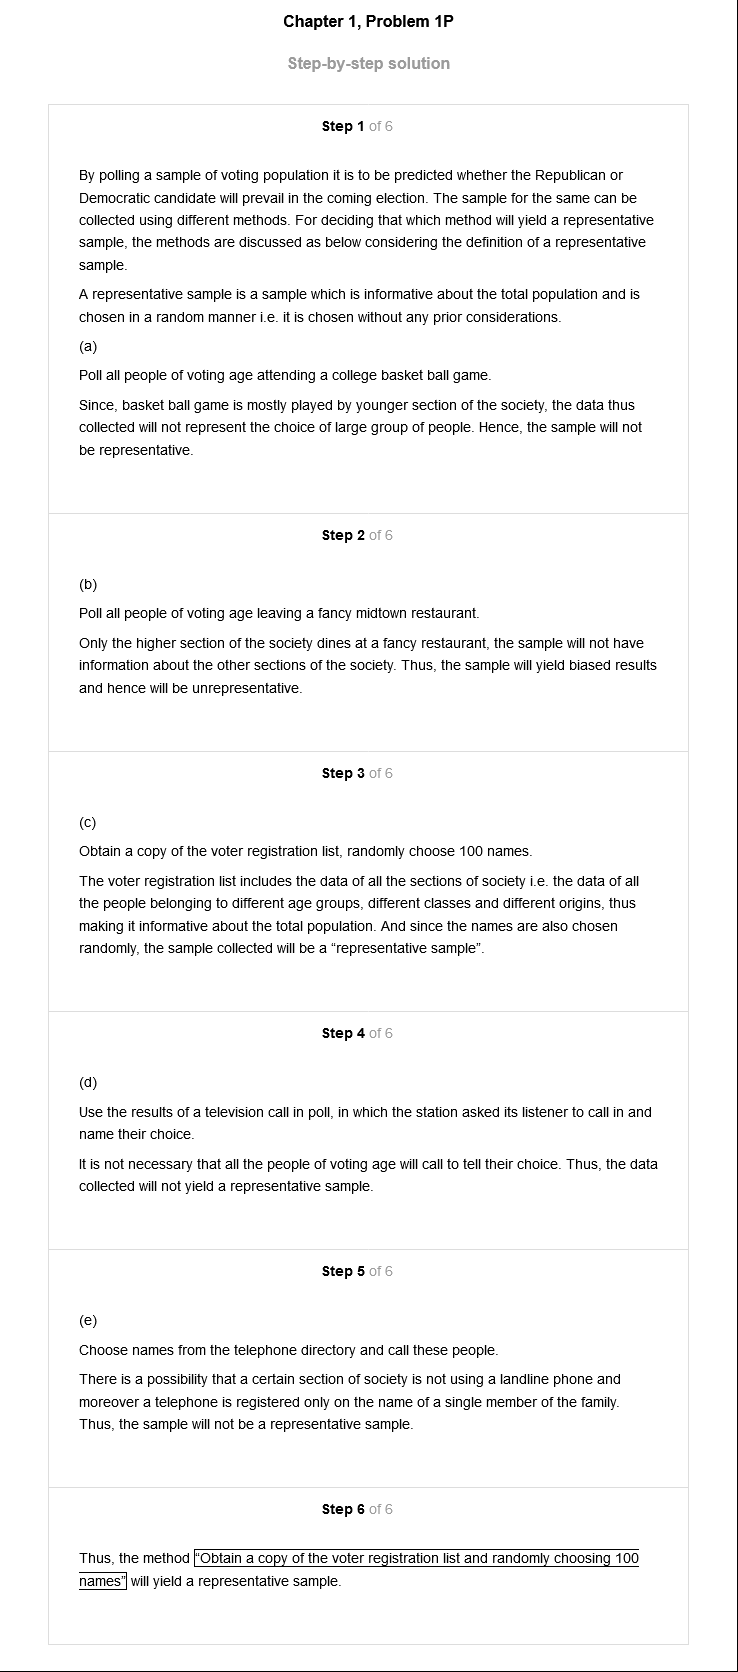 Chapter 1, Problem 1P
Step-by-step solution
Step 1 of 6
By polling a sample of voting population it is to be predicted whether the Republican or
Democratic candidate will prevail in the coming election. The sample for the same can be
collected using different methods. For deciding that which method will yield a representative
sample, the methods are discussed as below considering the definition of a representative
sample.
A representative sample is a sample which is informative about the total population and is
chosen in a random manner i.e. it is chosen without any prior considerations.
(a)
Poll all people of voting age attending a college basket ball game.
Since, basket ball game is mostly played by younger section of the society, the data thus
collected will not represent the choice of large group of people. Hence, the sample will not
be representative.
Step 2 of 6
(b)
Poll all people of voting age leaving a fancy midtown restaurant.
Only the higher section of the society dines at a fancy restaurant, the sample will not have
information about the other sections of the society. Thus, the sample will yield biased results
and hence will be unrepresentative.
Step 3 of 6
(c)
Obtain a copy of the voter registration list, randomly choose 100 names.
The voter registration list includes the data of all the sections of society i.e. the data of all
the people belonging to different age groups, different classes and different origins, thus
making it informative about the total population. And since the names are also chosen
randomly, the sample collected will be a “representative sample”.
Step 4 of 6
(d)
Use the results of a television call in poll, in which the station asked its listener to call in and
name their choice.
It is not necessary that all the people of voting age will call to tell their choice. Thus, the data
collected will not yield a representative sample.
Step 5 of 6
(e)
Choose names from the telephone directory and call these people.
There is a possibility that a certain section of society is not using a landline phone and
moreover a telephone is registered only on the name of a single member of the family.
Thus, the sample will not be a representative sample.
Step 6 of 6
Thus, the method “Obtain a copy of the voter registration list and randomly choosing 100
names” will yield a representative sample.